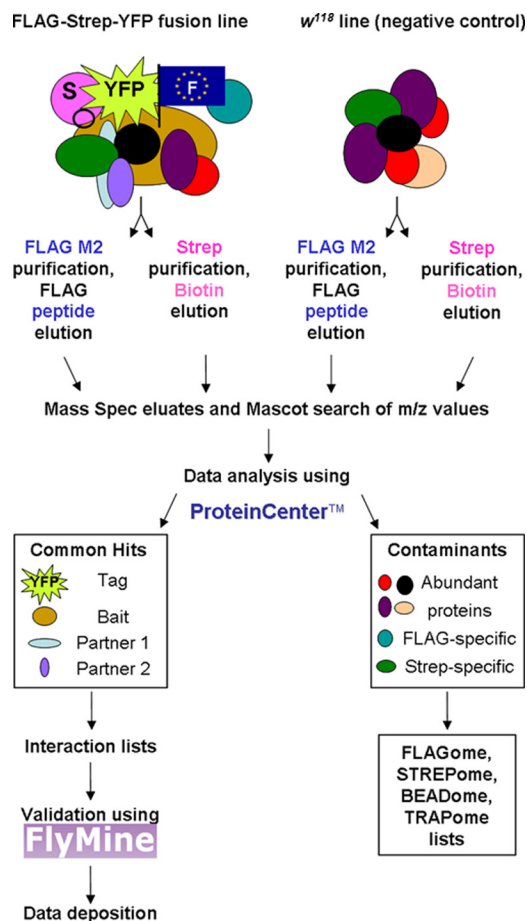 FLAG-Strep-YFP fusion line
w¹¹⁸ line (negative control)
S
YFP
F
FLAG M2
purification,
FLAG
peptide
elution
Strep
purification,
Biotin
elution
FLAG M2
purification,
FLAG
peptide
elution
Strep
purification,
Biotin
elution
Mass Spec eluates and Mascot search of m/z values
Data analysis using
ProteinCenter™
Common Hits
YFP Tag
Bait
Partner 1
Partner 2
Contaminants
Abundant
proteins
FLAG-specific
Strep-specific
Interaction lists
Validation using
FlyMine
Data deposition
FLAGome,
STREPome,
BEADome,
TRAPome
lists